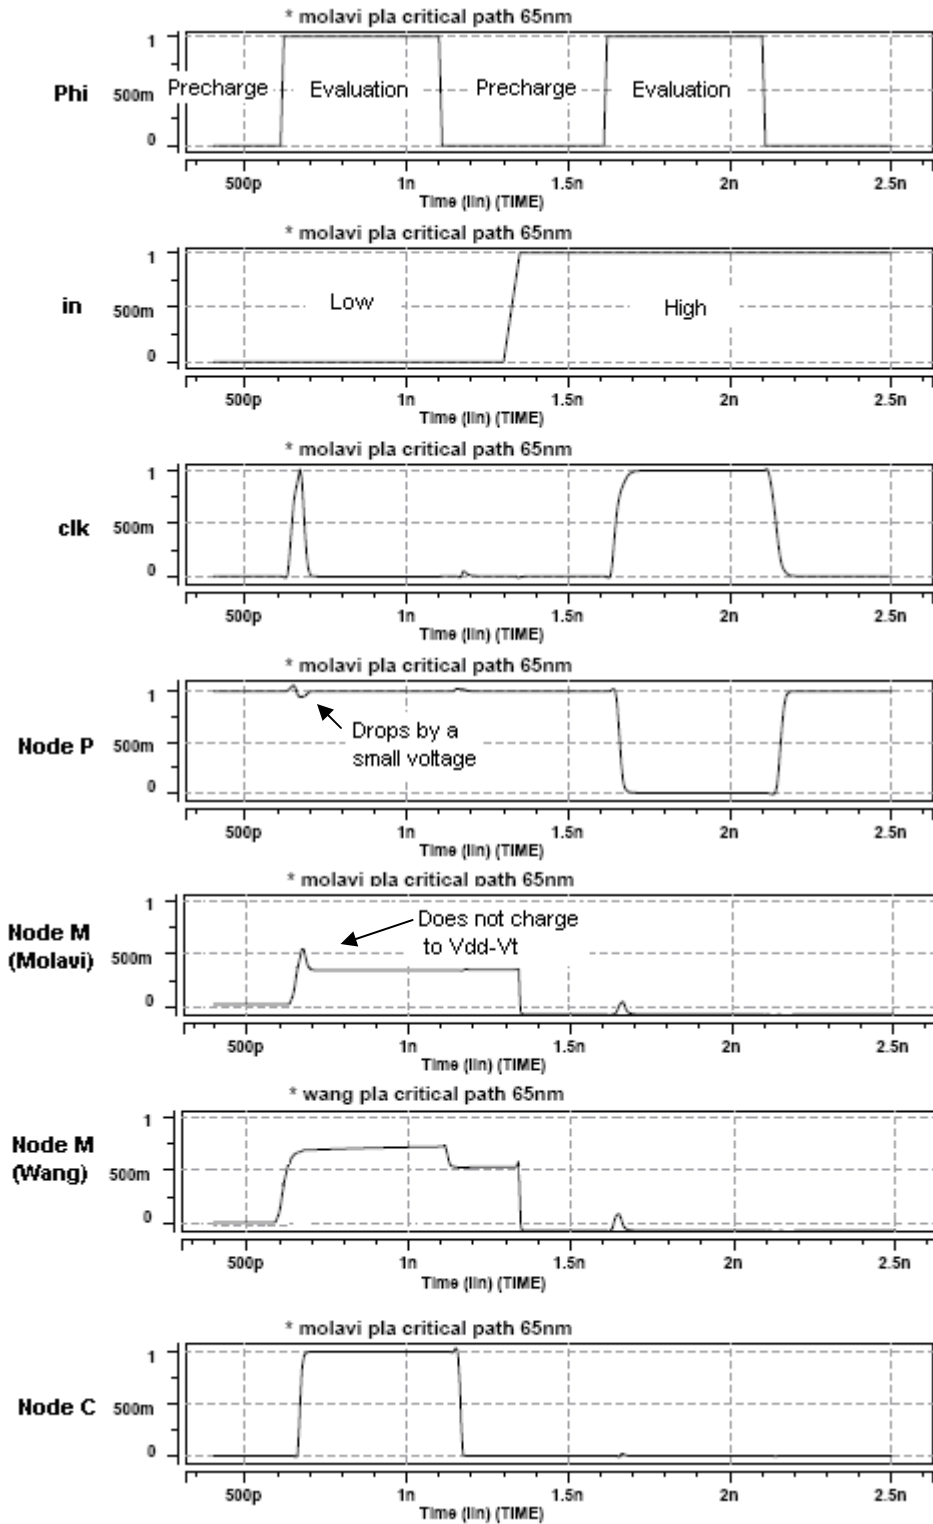 * molavi pla critical path 65nm
1
Phi
500m
0
Precharge
Evaluation
Precharge
Evaluation
500p 1n 1.5n 2n 2.5n
Time (lin) (TIME)
* molavi pla critical path 65nm
1
in
500m
0
Low
High
500p 1n 1.5n 2n 2.5n
Time (lin) (TIME)
* molavi pla critical path 65nm
1
clk
500m
0
500p 1n 1.5n 2n 2.5n
Time (lin) (TIME)
* molavi pla critical path 65nm
1
Node P
500m
0
Drops by a
small voltage
500p 1n 1.5n 2n 2.5n
Time (lin) (TIME)
* molavi pla critical path 65nm
1
Node M
(Molavi)
500m
0
Does not charge
to Vdd-Vt
500p 1n 1.5n 2n 2.5n
Time (lin) (TIME)
* wang pla critical path 65nm
1
Node M
(Wang)
500m
0
500p 1n 1.5n 2n 2.5n
Time (lin) (TIME)
* molavi pla critical path 65nm
1
Node C
500m
0
500p 1n 1.5n 2n 2.5n
Time (lin) (TIME)